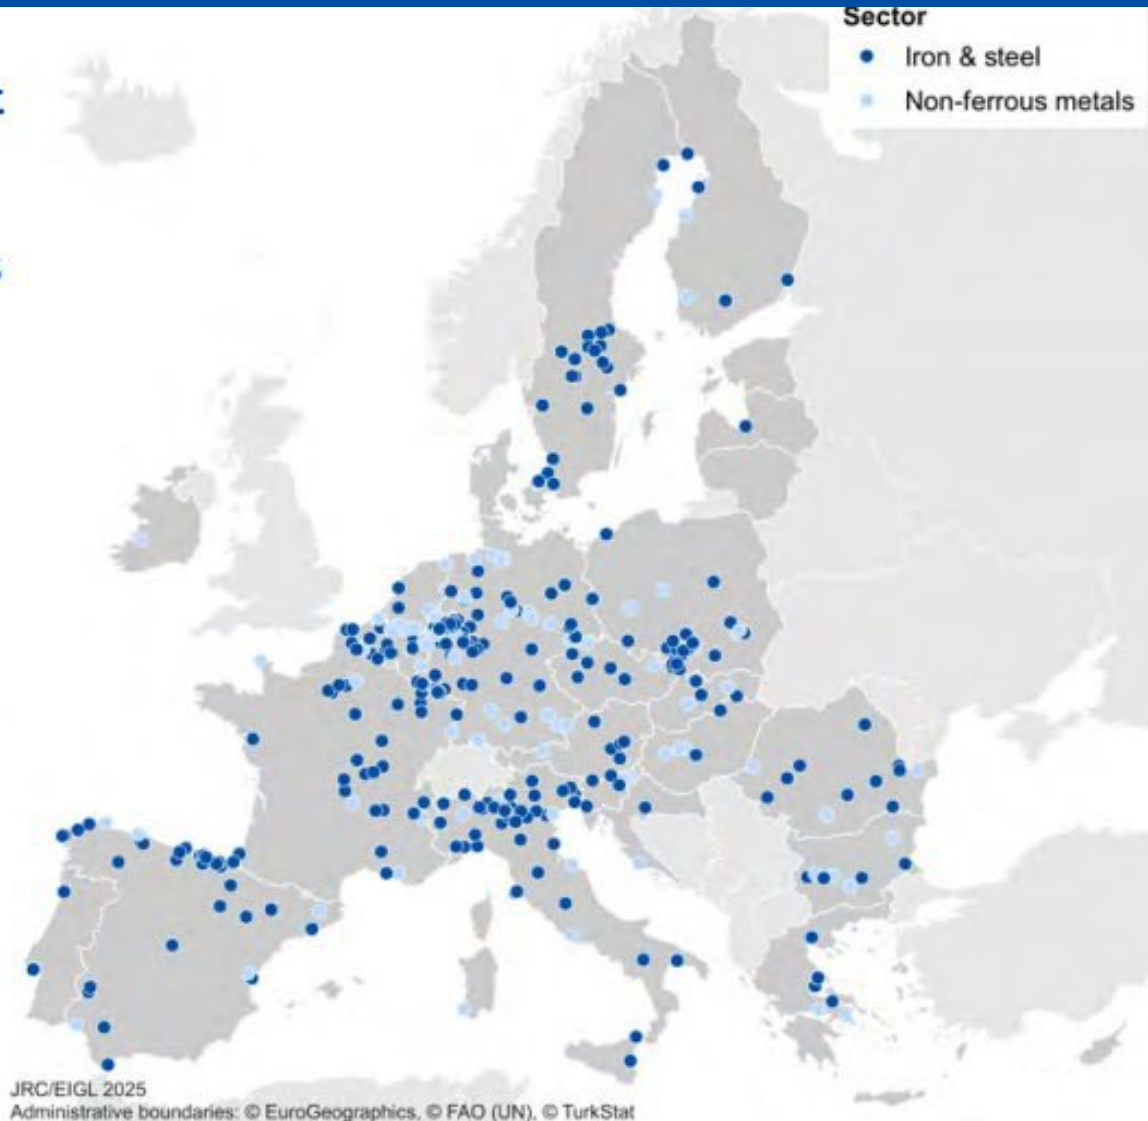 Sector
Iron & steel
Non-ferrous metals
JRC/EIGL 2025
Administrative boundaries: © EuroGeographics, © FAO (UN), © TurkStat